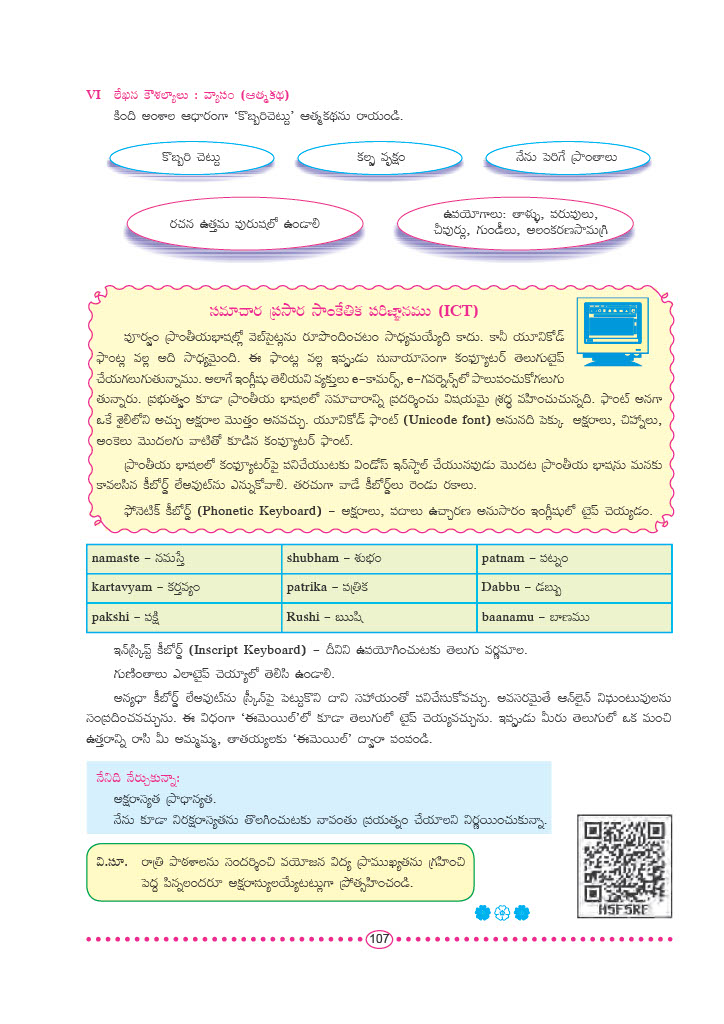 VI లేఖన కౌశల్యాలు : వ్యాసం (ఆత్మకథ)
కింది అంశాల ఆధారంగా ‘కొబ్బరిచెట్టు’ ఆత్మకథను రాయండి.
కొబ్బరి చెట్టు
కల్ప వృక్షం
నేను పెరిగే ప్రాంతాలు
రచన ఉత్తమ పురుషలో ఉండాలి
ఉపయోగాలు: తాళ్ళు, పరుపులు,
చీపుర్లు, గుండీలు, అలంకరణసామగ్రి
సమాచార ప్రసార సాంకేతిక పరిజ్ఞానము (ICT)
పూర్వం ప్రాంతీయభాషల్లో వెబ్‌సైట్లను రూపొందించటం సాధ్యమయ్యేది కాదు. కానీ యూనికోడ్
ఫాంట్ల వల్ల అది సాధ్యమైంది. ఈ ఫాంట్ల వల్ల ఇప్పుడు సునాయాసంగా కంప్యూటర్ తెలుగుటైప్
చేయగలుగుతున్నాము. అలాగే ఇంగ్లీషు తెలియని వ్యక్తులు e-కామర్స్, e-గవర్నెన్స్‌లో పాలుపంచుకోగలుగు
తున్నారు. ప్రభుత్వం కూడా ప్రాంతీయ భాషలలో సమాచారాన్ని ప్రదర్శించు విషయమై శ్రద్ధ వహించుచున్నది. ఫాంట్ అనగా
ఒకే శైలిలోని అచ్చు అక్షరాల మొత్తం అనవచ్చు. యూనికోడ్ ఫాంట్ (Unicode font) అనునది పెక్కు అక్షరాలు, చిహ్నాలు,
అంకెలు మొదలగు వాటితో కూడిన కంప్యూటర్ ఫాంట్.
ప్రాంతీయ భాషలలో కంప్యూటర్‌పై పనిచేయుటకు విండోస్ ఇన్‌స్టాల్ చేయునపుడు మొదట ప్రాంతీయ భాషను మనకు
కావలసిన కీబోర్డ్ లేఅవుట్‌ను ఎన్నుకోవాలి. తరచుగా వాడే కీబోర్డ్‌లు రెండు రకాలు.
ఫోనెటిక్ కీబోర్డ్ (Phonetic Keyboard) – అక్షరాలు, పదాలు ఉచ్చారణ అనుసారం ఇంగ్లీషులో టైప్ చెయ్యడం.
namaste – నమస్తే shubham – శుభం patnam – పట్నం
kartavyam – కర్తవ్యం patrika – పత్రిక Dabbu – డబ్బు
pakshi – పక్షి Rushi – ఋషి baanamu – బాణము
ఇన్‌స్క్రిప్ట్ కీబోర్డ్ (Inscript Keyboard) – దీనిని ఉపయోగించుటకు తెలుగు వర్ణమాల.
గుణింతాలు ఎలాటైప్ చెయ్యాలో తెలిసి ఉండాలి.
అన్యధా కీబోర్డ్ లేఅవుట్‌ను స్క్రీన్‌పై పెట్టుకొని దాని సహాయంతో పనిచేసుకోవచ్చు. అవసరమైతే ఆన్‌లైన్ నిఘంటువులను
సంప్రదించవచ్చును. ఈ విధంగా ‘ఈమెయిల్’లో కూడా తెలుగులో టైప్ చెయ్యవచ్చును. ఇప్పుడు మీరు తెలుగులో ఒక మంచి
ఉత్తరాన్ని రాసి మీ అమ్మమ్మ, తాతయ్యలకు ‘ఈమెయిల్’ ద్వారా పంపండి.
నేనిది నేర్చుకున్నా:
అక్షరాస్యత ప్రాధాన్యత.
నేను కూడా నిరక్షరాస్యతను తొలగించుటకు నావంతు ప్రయత్నం చేయాలని నిర్ణయించుకున్నా.
వి.సూ. రాత్రి పాఠశాలను సందర్శించి వయోజన విద్య ప్రాముఖ్యతను గ్రహించి
పెద్ద పిన్నలందరూ అక్షరాస్యులయ్యేటట్లుగా ప్రోత్సహించండి.
H5F5RF
107